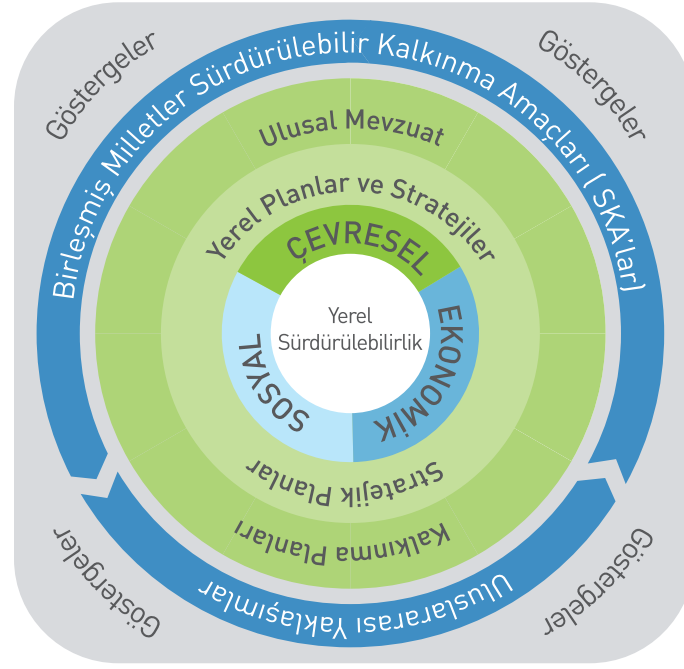 Göstergeler
Göstergeler
Birleşmiş Milletler Sürdürülebilir Kalkınma Amaçları ( SKA'lar)
Ulusal Mevzuat
Yerel Planlar ve Stratejiler
ÇEVRESEL
EKONOMİK
SOSYAL
Yerel
Sürdürülebilirlik
Stratejik Planlar
Kalkınma Planları
Uluslararası Yaklaşımlar
Göstergeler
Göstergeler